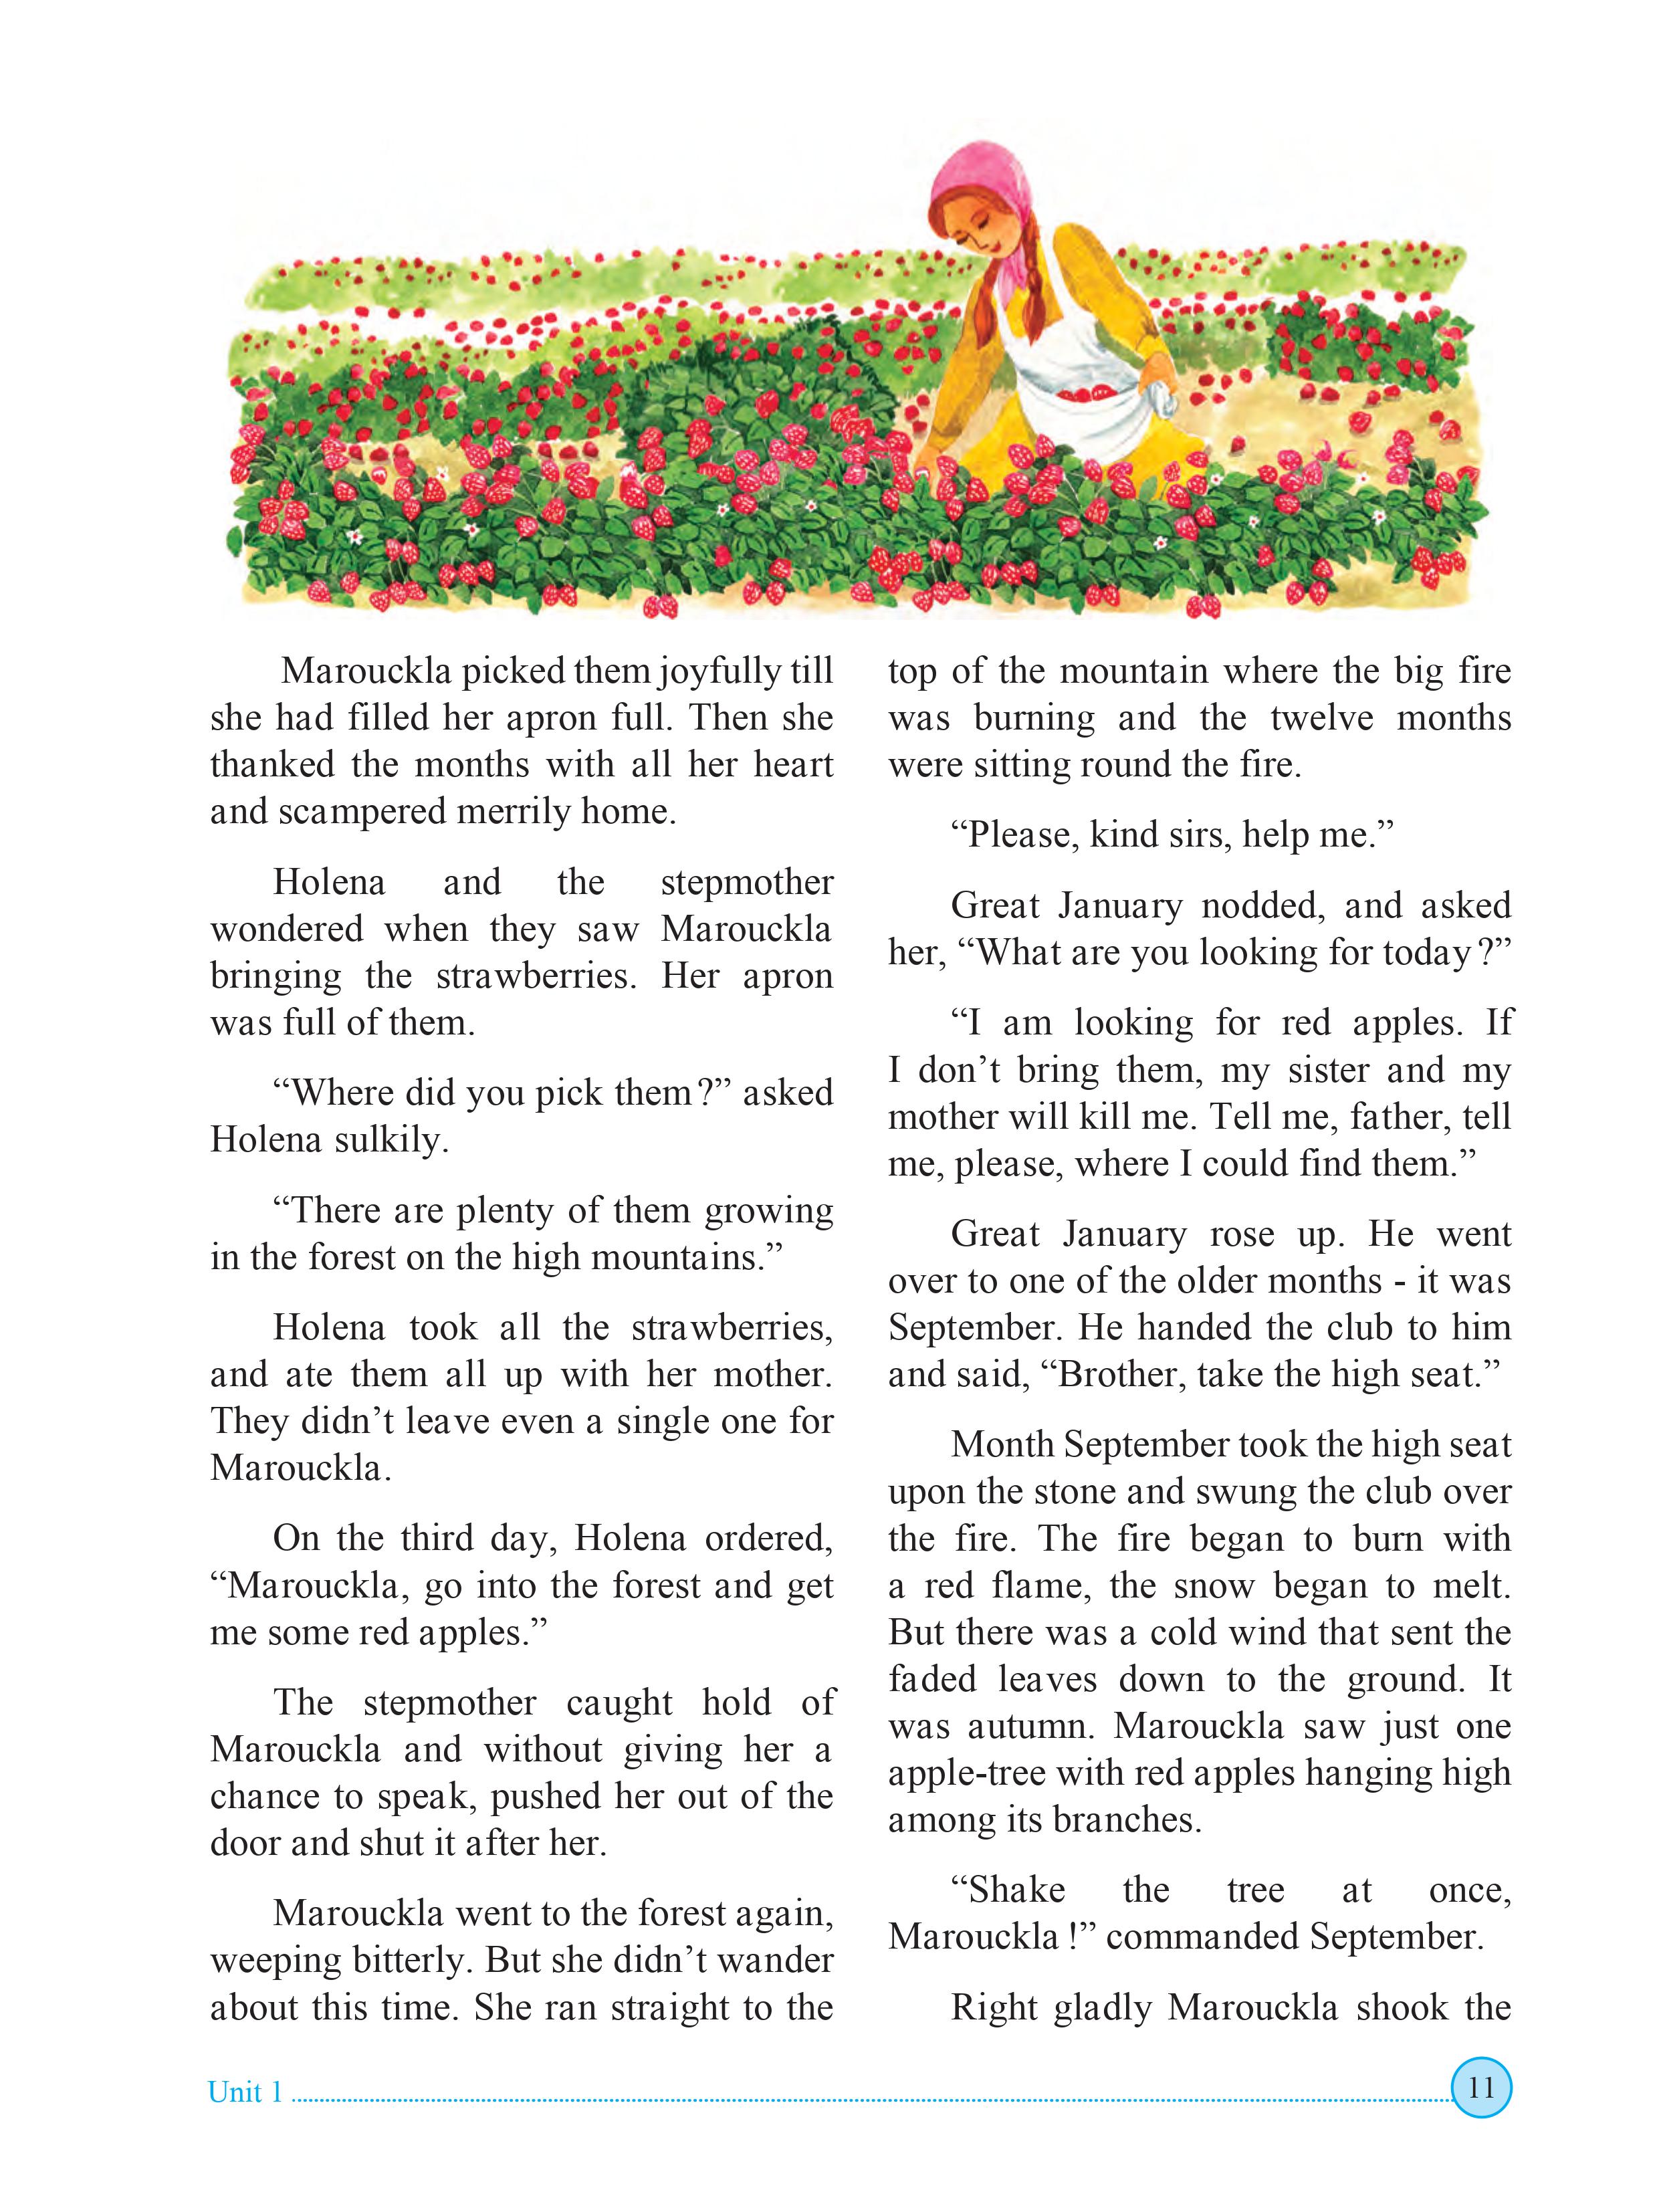 Marouckla picked them joyfully till
she had filled her apron full. Then she
thanked the months with all her heart
and scampered merrily home.
Holena and the stepmother
wondered when they saw Marouckla
bringing the strawberries. Her apron
was full of them.
“Where did you pick them?” asked
Holena sulkily.
“There are plenty of them growing
in the forest on the high mountains.”
Holena took all the strawberries,
and ate them all up with her mother.
They didn’t leave even a single one for
Marouckla.
On the third day, Holena ordered,
“Marouckla, go into the forest and get
me some red apples.”
The stepmother caught hold of
Marouckla and without giving her a
chance to speak, pushed her out of the
door and shut it after her.
Marouckla went to the forest again,
weeping bitterly. But she didn’t wander
about this time. She ran straight to the
top of the mountain where the big fire
was burning and the twelve months
were sitting round the fire.
“Please, kind sirs, help me.”
Great January nodded, and asked
her, “What are you looking for today?”
“I am looking for red apples. If
I don’t bring them, my sister and my
mother will kill me. Tell me, father, tell
me, please, where I could find them.”
Great January rose up. He went
over to one of the older months - it was
September. He handed the club to him
and said, “Brother, take the high seat.”
Month September took the high seat
upon the stone and swung the club over
the fire. The fire began to burn with
a red flame, the snow began to melt.
But there was a cold wind that sent the
faded leaves down to the ground. It
was autumn. Marouckla saw just one
apple-tree with red apples hanging high
among its branches.
“Shake the tree at once,
Marouckla !” commanded September.
Right gladly Marouckla shook the
Unit 1
11